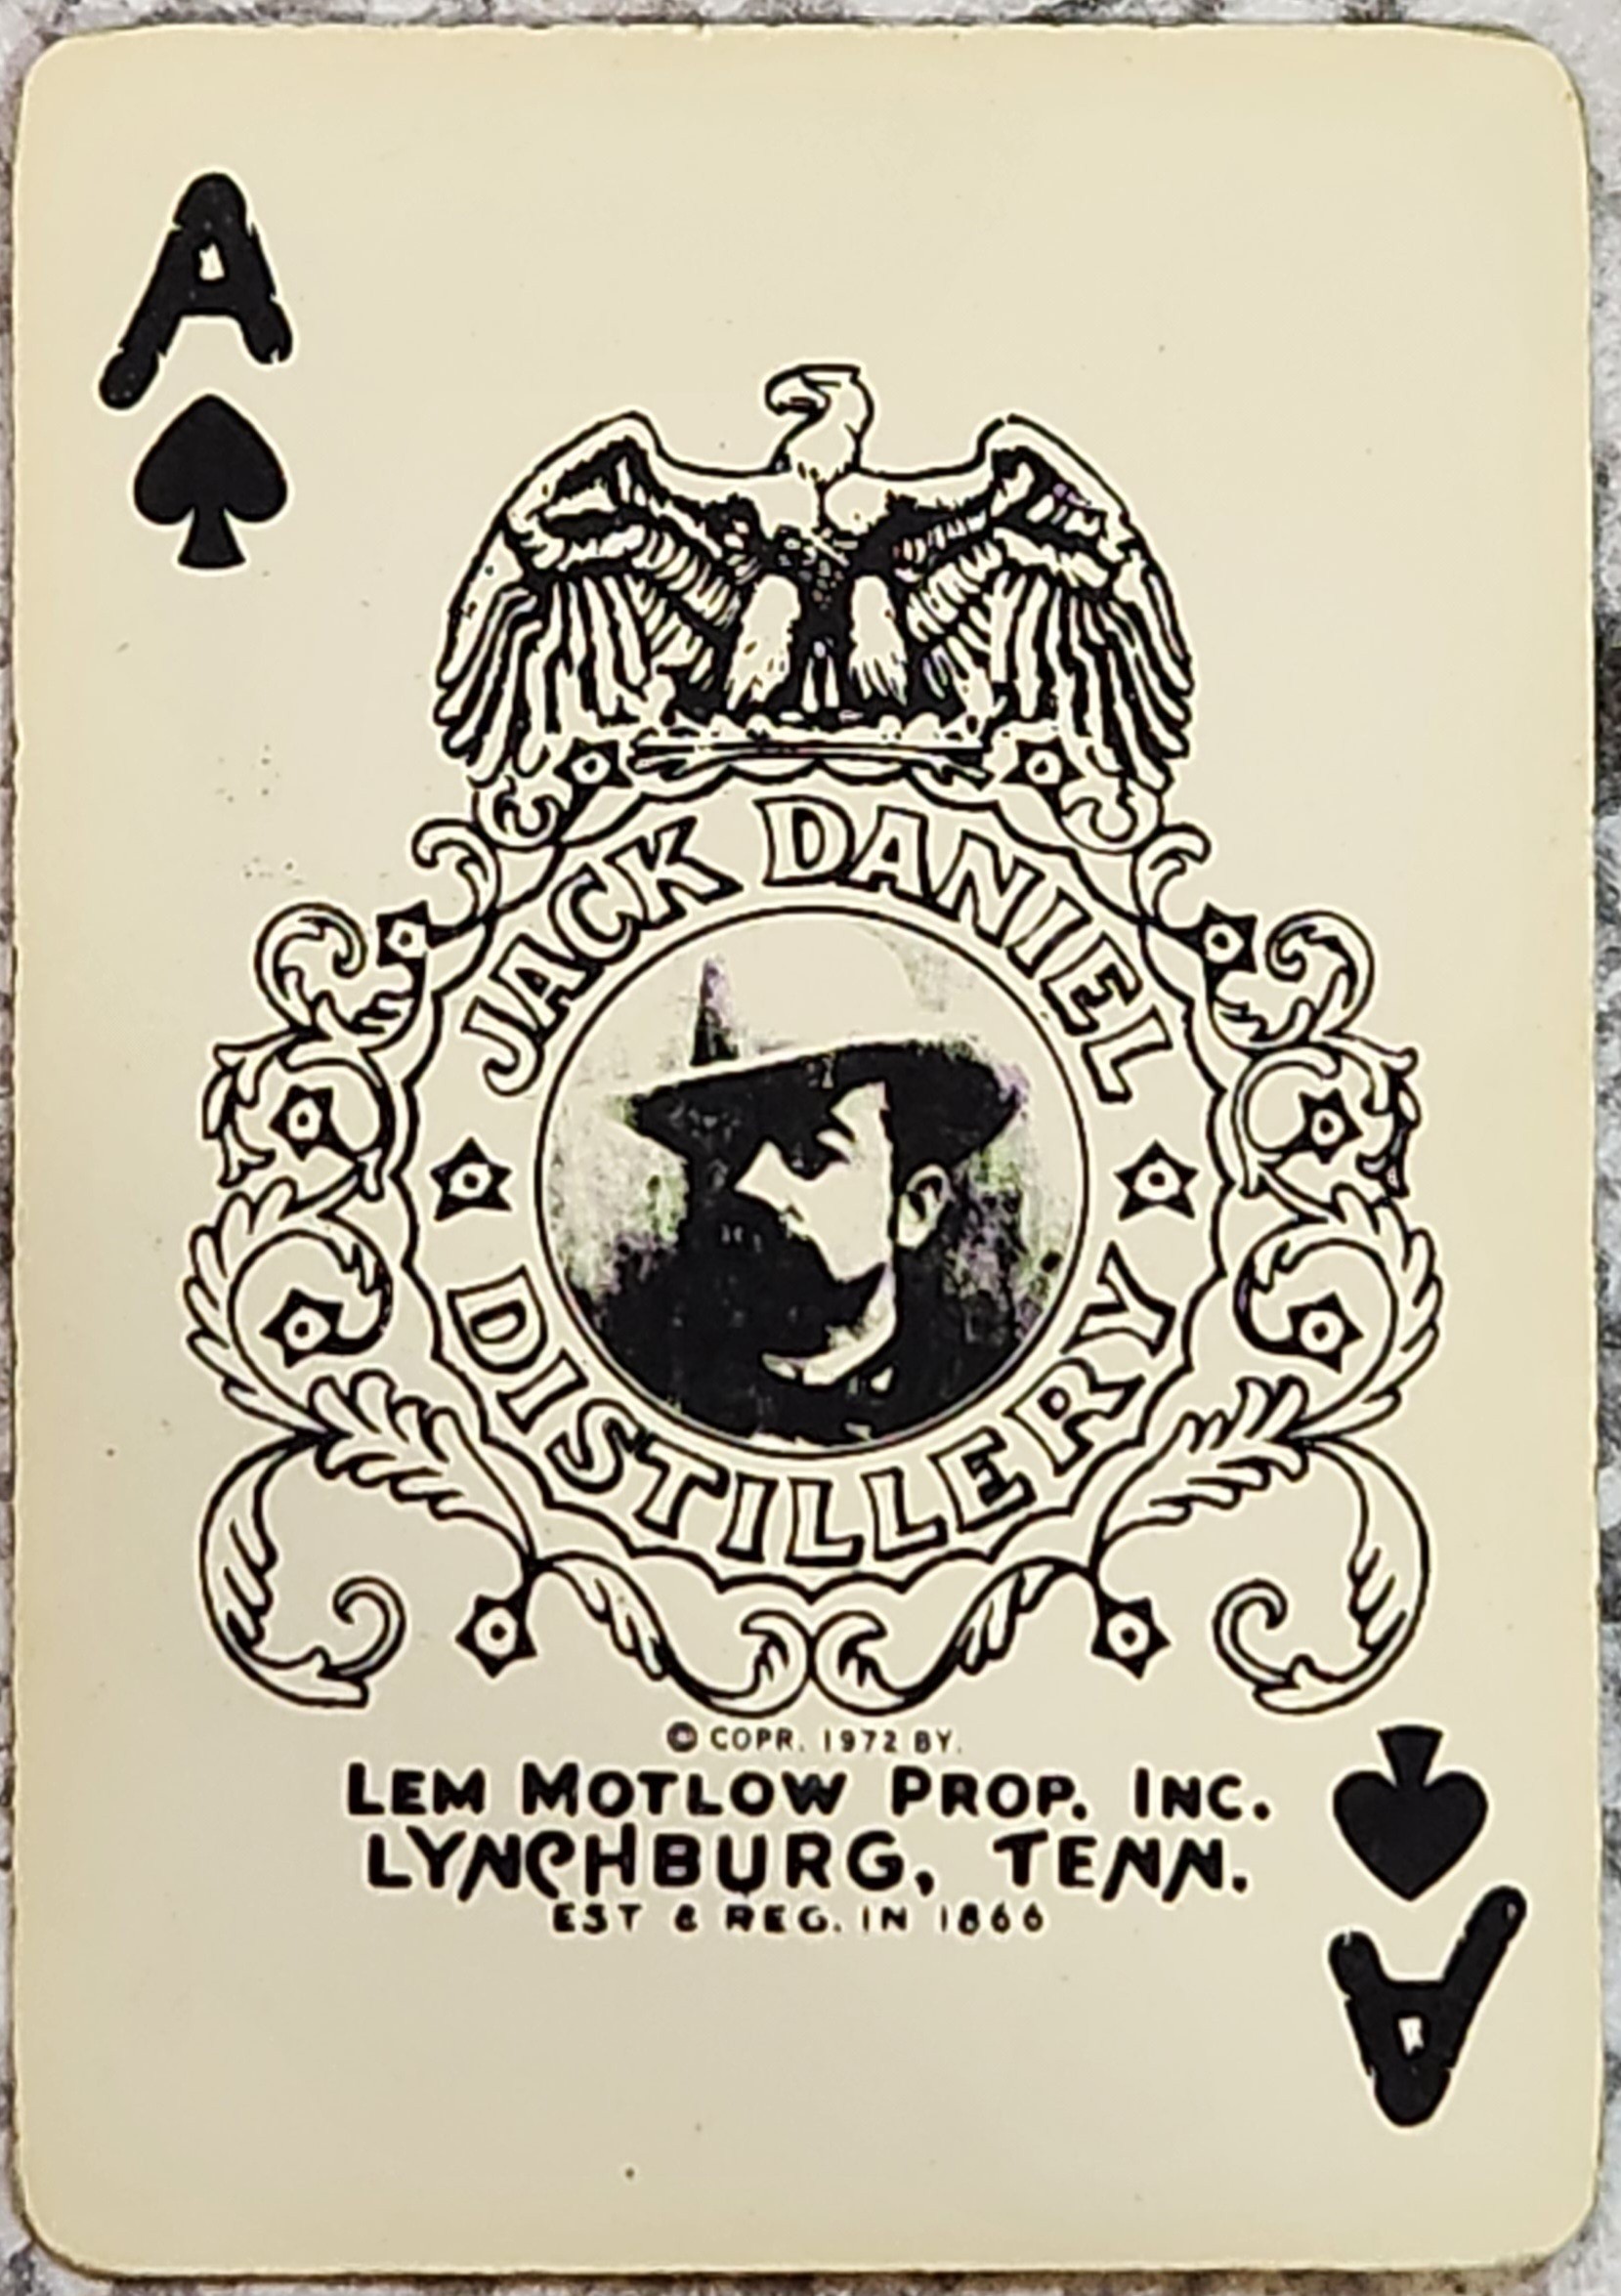 A
JACK DANIEL
DISTILLERY
© COPR. 1972 BY.
LEM MOTLOW PROP. INC.
LYNCHBURG, TENN.
EST & REG. IN 1866
A